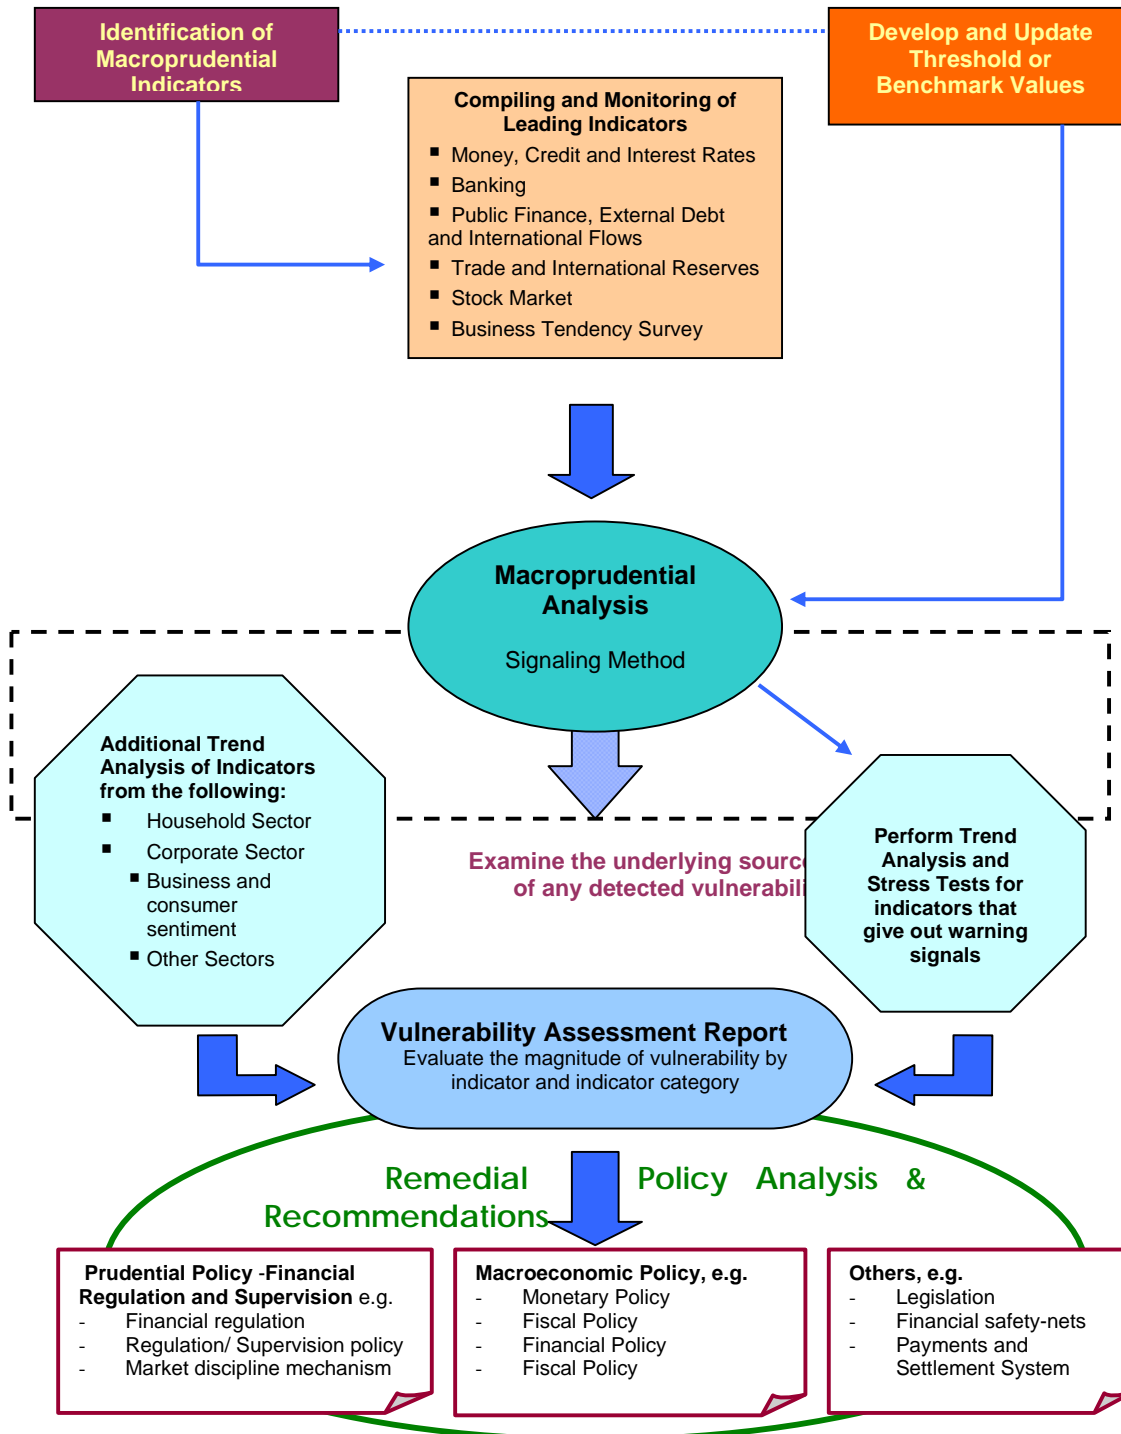 Identification of
Macroprudential
Indicators
Develop and Update
Threshold or
Benchmark Values
Compiling and Monitoring of
Leading Indicators
▪ Money, Credit and Interest Rates
▪ Banking
▪ Public Finance, External Debt
and International Flows
▪ Trade and International Reserves
▪ Stock Market
▪ Business Tendency Survey
Macroprudential
Analysis
Signaling Method
Additional Trend
Analysis of Indicators
from the following:
▪ Household Sector
▪ Corporate Sector
▪ Business and
consumer
sentiment
▪ Other Sectors
Examine the underlying source
of any detected vulnerabili
Perform Trend
Analysis and
Stress Tests for
indicators that
give out warning
signals
Vulnerability Assessment Report
Evaluate the magnitude of vulnerability by
indicator and indicator category
Remedial Policy Analysis &
Recommendations
Prudential Policy -Financial
Regulation and Supervision e.g.
- Financial regulation
- Regulation/ Supervision policy
- Market discipline mechanism
Macroeconomic Policy, e.g.
- Monetary Policy
- Fiscal Policy
- Financial Policy
- Fiscal Policy
Others, e.g.
- Legislation
- Financial safety-nets
- Payments and
Settlement System